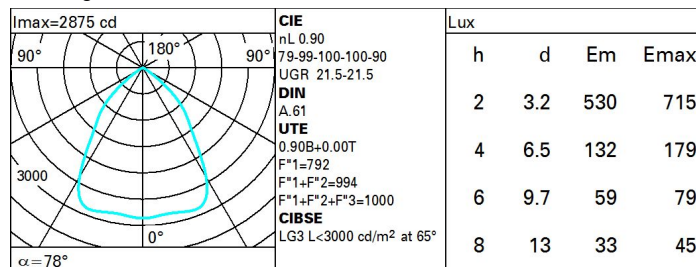 Imax=2875 cd
90°
180°
90°
3000
0°
α=78°
CIE
nL 0.90
79-99-100-100-90
UGR 21.5-21.5
DIN
A.61
UTE
0.90B+0.00T
F"1=792
F"1+F"2=994
F"1+F"2+F"3=1000
CIBSE
LG3 L<3000 cd/m² at 65°
Lux
h d Em Emax
2 3.2 530 715
4 6.5 132 179
6 9.7 59 79
8 13 33 45